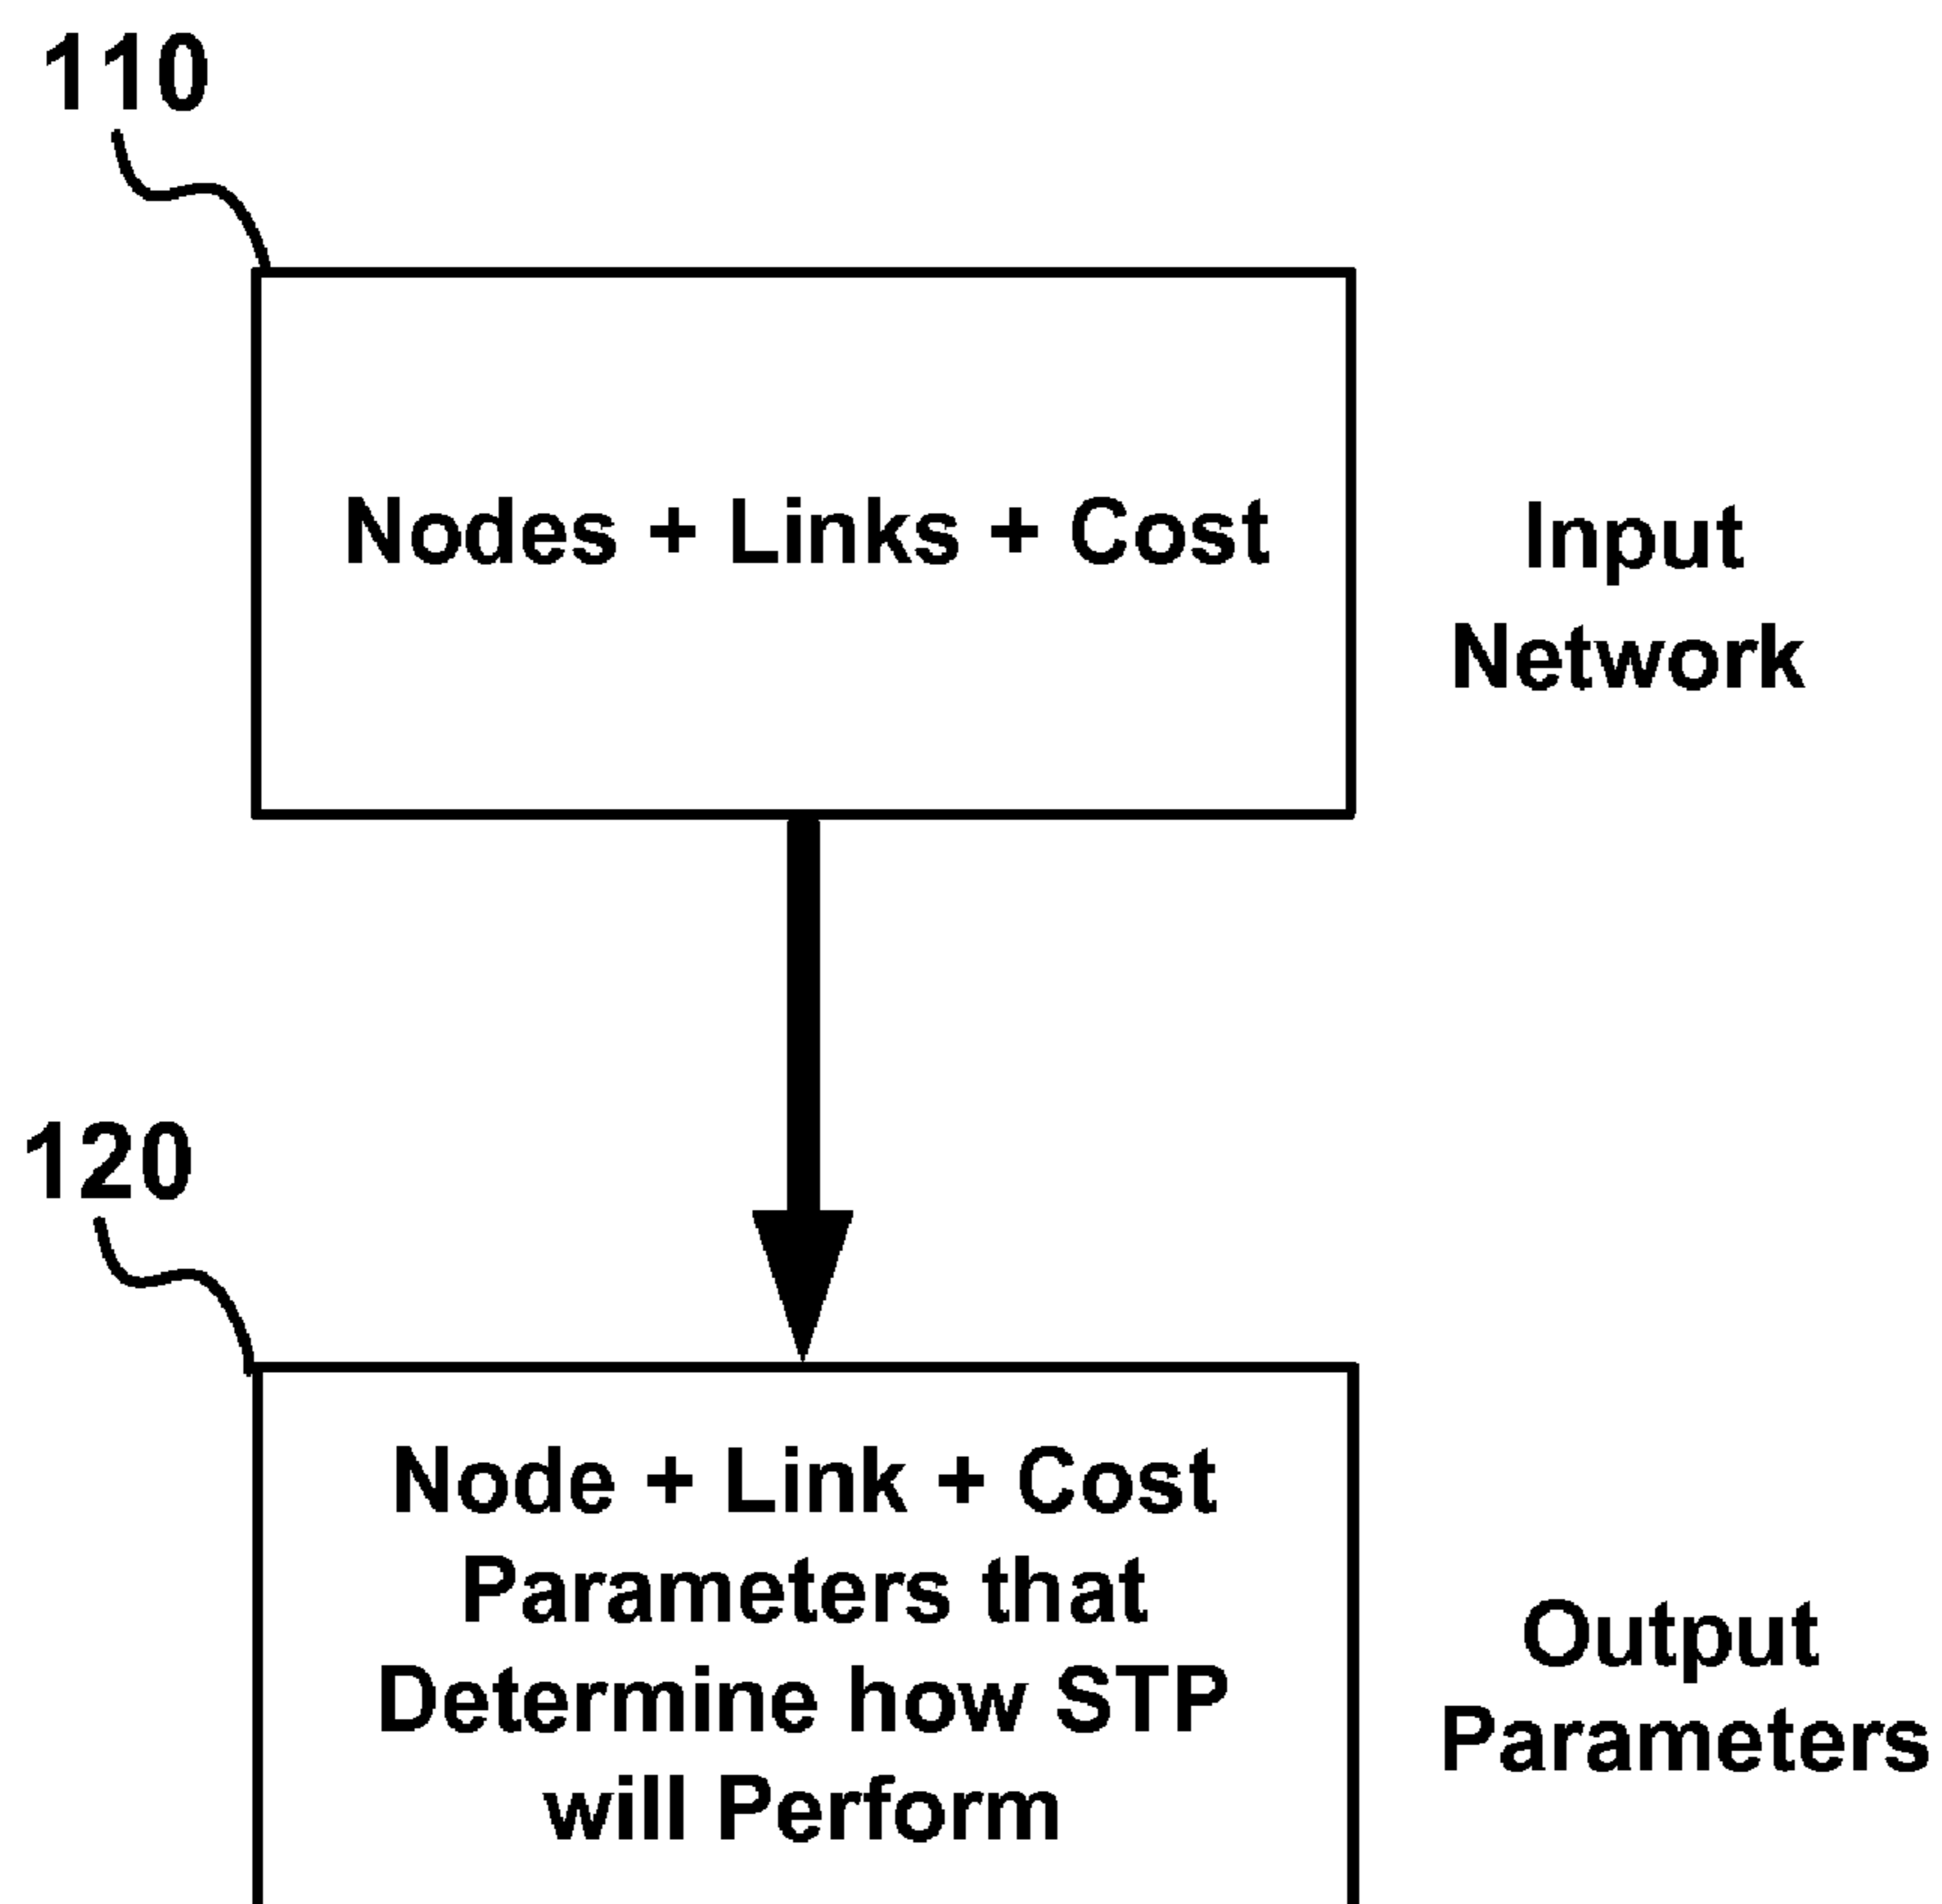 110
Nodes + Links + Cost
Input
Network
120
Node + Link + Cost
Parameters that
Determine how STP
will Perform
Output
Parameters